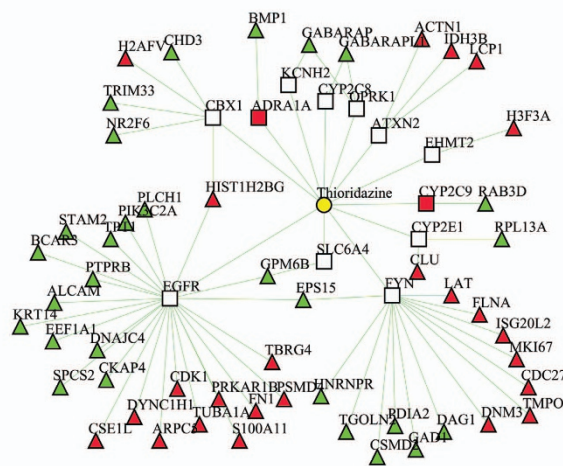 BMP1
ACTN1
GABARAP
CHD3
GABARAPL1
IDH3B
H2AFV
LCP1
KCNH2
CYP2C8
TRIM33
OPRK1
CBX1
ADRA1A
ATXN2
H3F3A
NR2F6
EHMT2
HIST1H2BG
Thioridazine
CYP2C9
RAB3D
PLCH1
PIK3C2A
STAM2
CYP2E1
RPL13A
BCAR3
SLC6A4
GPM6B
CLU
PTPRB
EGFR
EPS15
FYN
LAT
ALCAM
FLNA
KRT14
EEF1A1
ISG20L2
DNAJC4
MKI67
TBRG4
SPCS2
CKAP4
CDK1
PRKAR1B
PSMD
HNRNPR
CDC27
DYNC1H1
FN1
TMPO
TUBA1A
TGOLN2
PDIA2
DAG1
DNM3
CSE1L
ARPC5
S100A11
CSMD2
GAD1